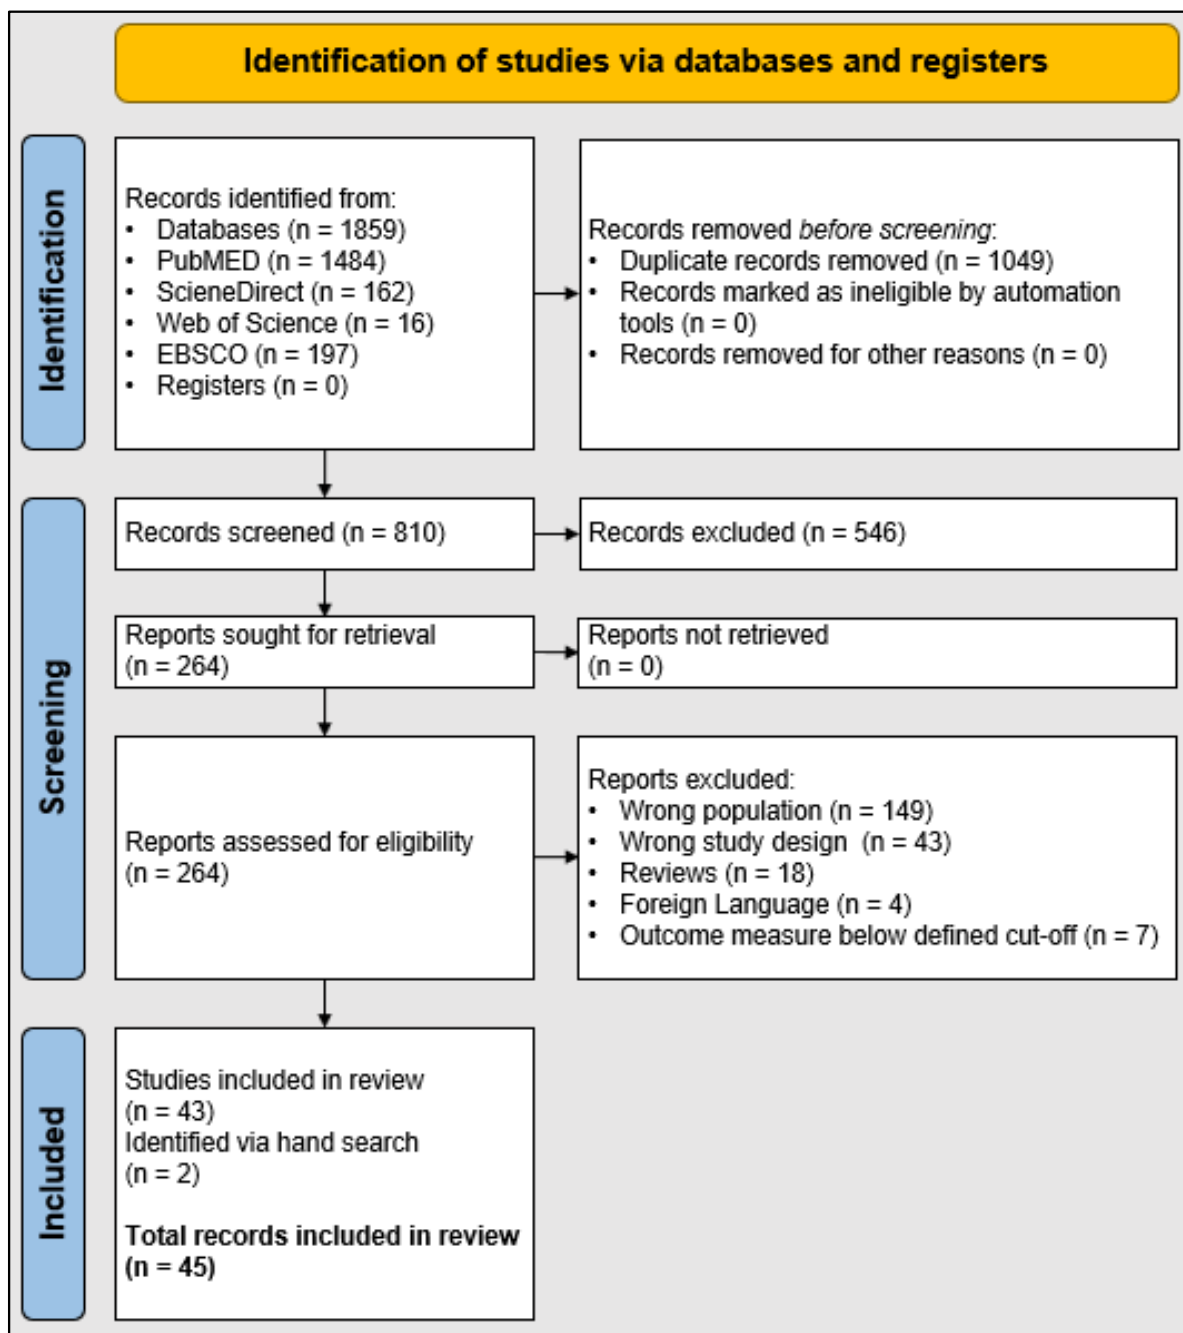 Identification of studies via databases and registers
Identification
Records identified from:
• Databases (n = 1859)
• PubMED (n = 1484)
• ScieneDirect (n = 162)
• Web of Science (n = 16)
• EBSCO (n = 197)
• Registers (n = 0)
Records removed before screening:
• Duplicate records removed (n = 1049)
• Records marked as ineligible by automation
tools (n = 0)
• Records removed for other reasons (n = 0)
Screening
Records screened (n = 810)
Records excluded (n = 546)
Reports sought for retrieval
(n = 264)
Reports not retrieved
(n = 0)
Reports assessed for eligibility
(n = 264)
Reports excluded:
• Wrong population (n = 149)
• Wrong study design (n = 43)
• Reviews (n = 18)
• Foreign Language (n = 4)
• Outcome measure below defined cut-off (n = 7)
Included
Studies included in review
(n = 43)
Identified via hand search
(n = 2)
Total records included in review
(n = 45)